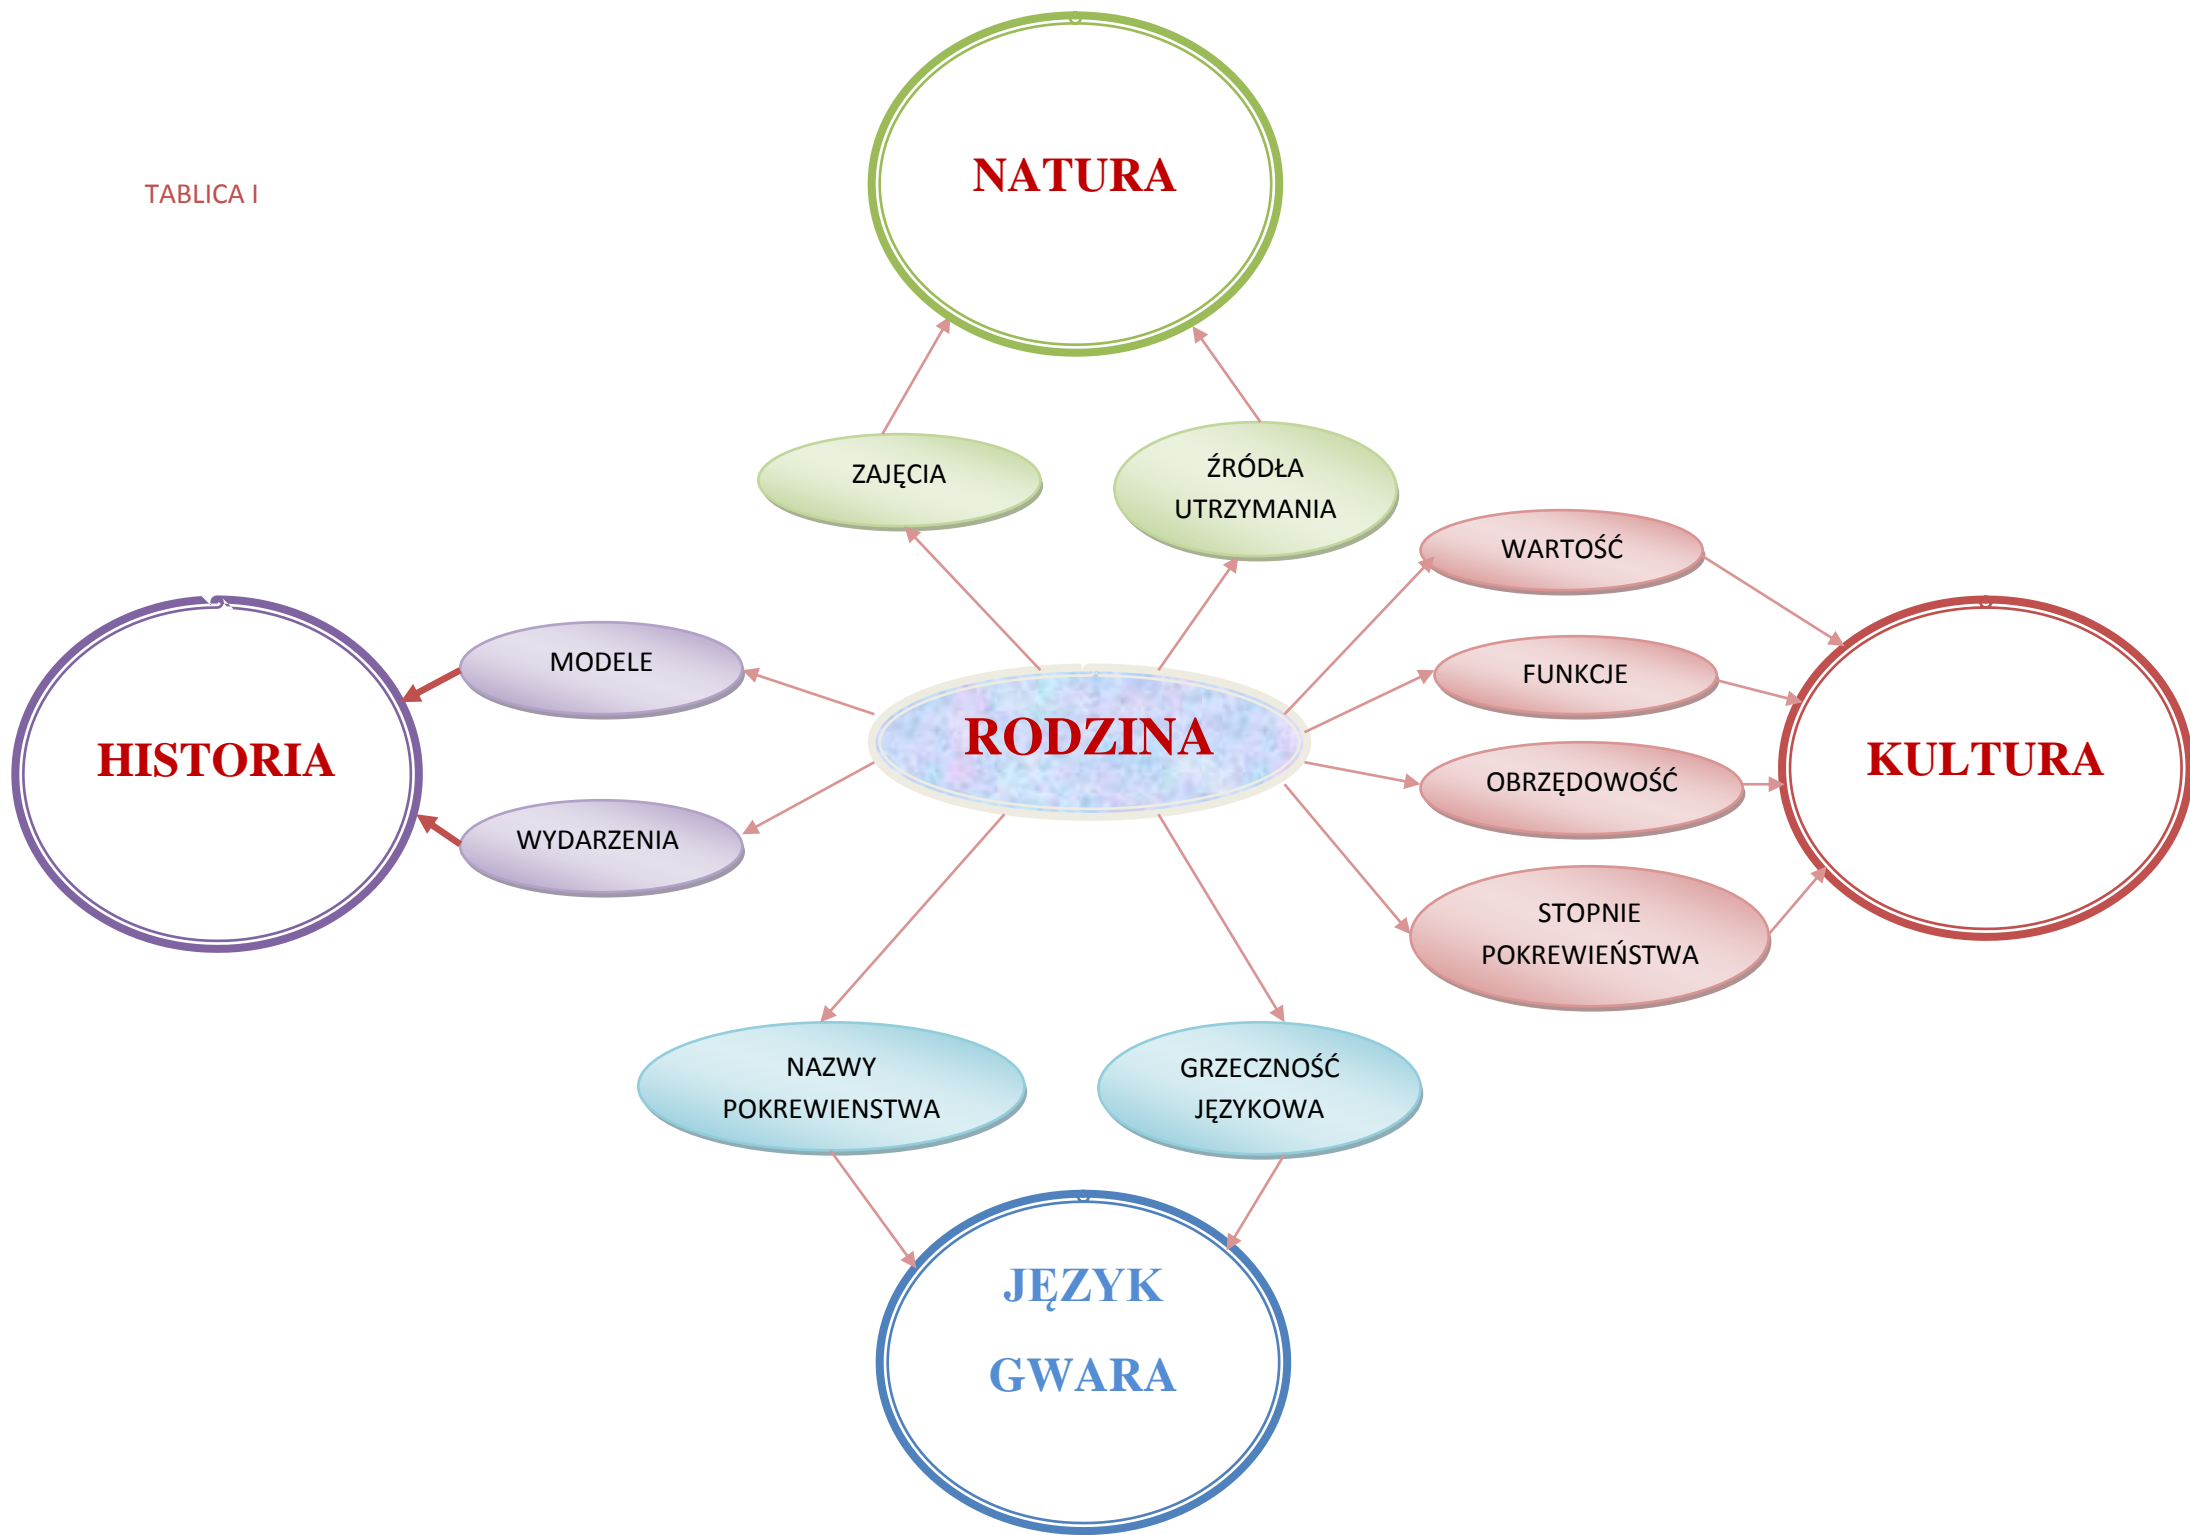 NATURA
TABLICA I
ZAJĘCIA
ŹRÓDŁA
UTRZYMANIA
WARTOŚĆ
MODELE
FUNKCJE
HISTORIA
RODZINA
KULTURA
OBRZĘDOWOŚĆ
WYDARZENIA
STOPNIE
POKREWIEŃSTWA
NAZWY
POKREWIENSTWA
GRZECZNOŚĆ
JĘZYKOWA
JĘZYK
GWARA